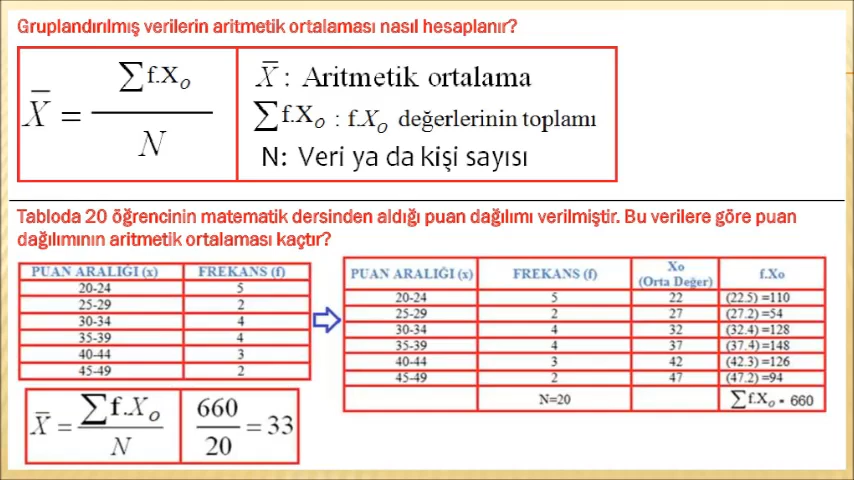 Gruplandırılmış verilerin aritmetik ortalaması nasıl hesaplanır?
X̅ = ∑f.Xo / N
X̅ : Aritmetik ortalama
∑f.Xo : f.Xo değerlerinin toplamı
N: Veri ya da kişi sayısı
Tabloda 20 öğrencinin matematik dersinden aldığı puan dağılımı verilmiştir. Bu verilere göre puan
dağılımının aritmetik ortalaması kaçtır?
PUAN ARALIĞI (x) FREKANS (f)
20-24 5
25-29 2
30-34 4
35-39 4
40-44 3
45-49 2
PUAN ARALIĞI (x) FREKANS (f) Xo (Orta Değer) f.Xo
20-24 5 22 (22.5) =110
25-29 2 27 (27.2) =54
30-34 4 32 (32.4) =128
35-39 4 37 (37.4) =148
40-44 3 42 (42.3) =126
45-49 2 47 (47.2) =94
N=20 ∑f.Xo = 660
X̅ = ∑f.Xo / N 660 / 20 = 33